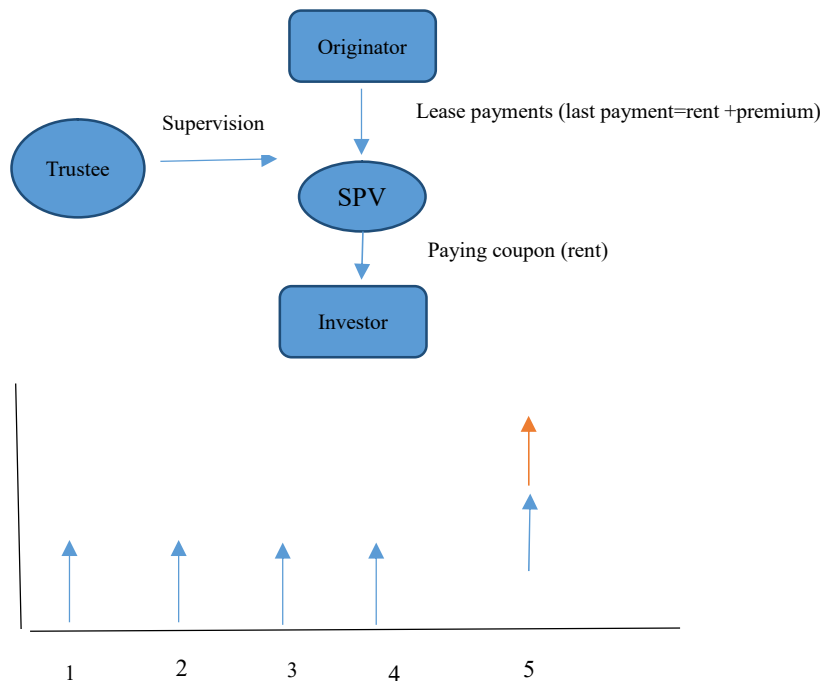 Originator
Lease payments (last payment=rent +premium)
Supervision
Trustee
SPV
Paying coupon (rent)
Investor
1 2 3 4 5